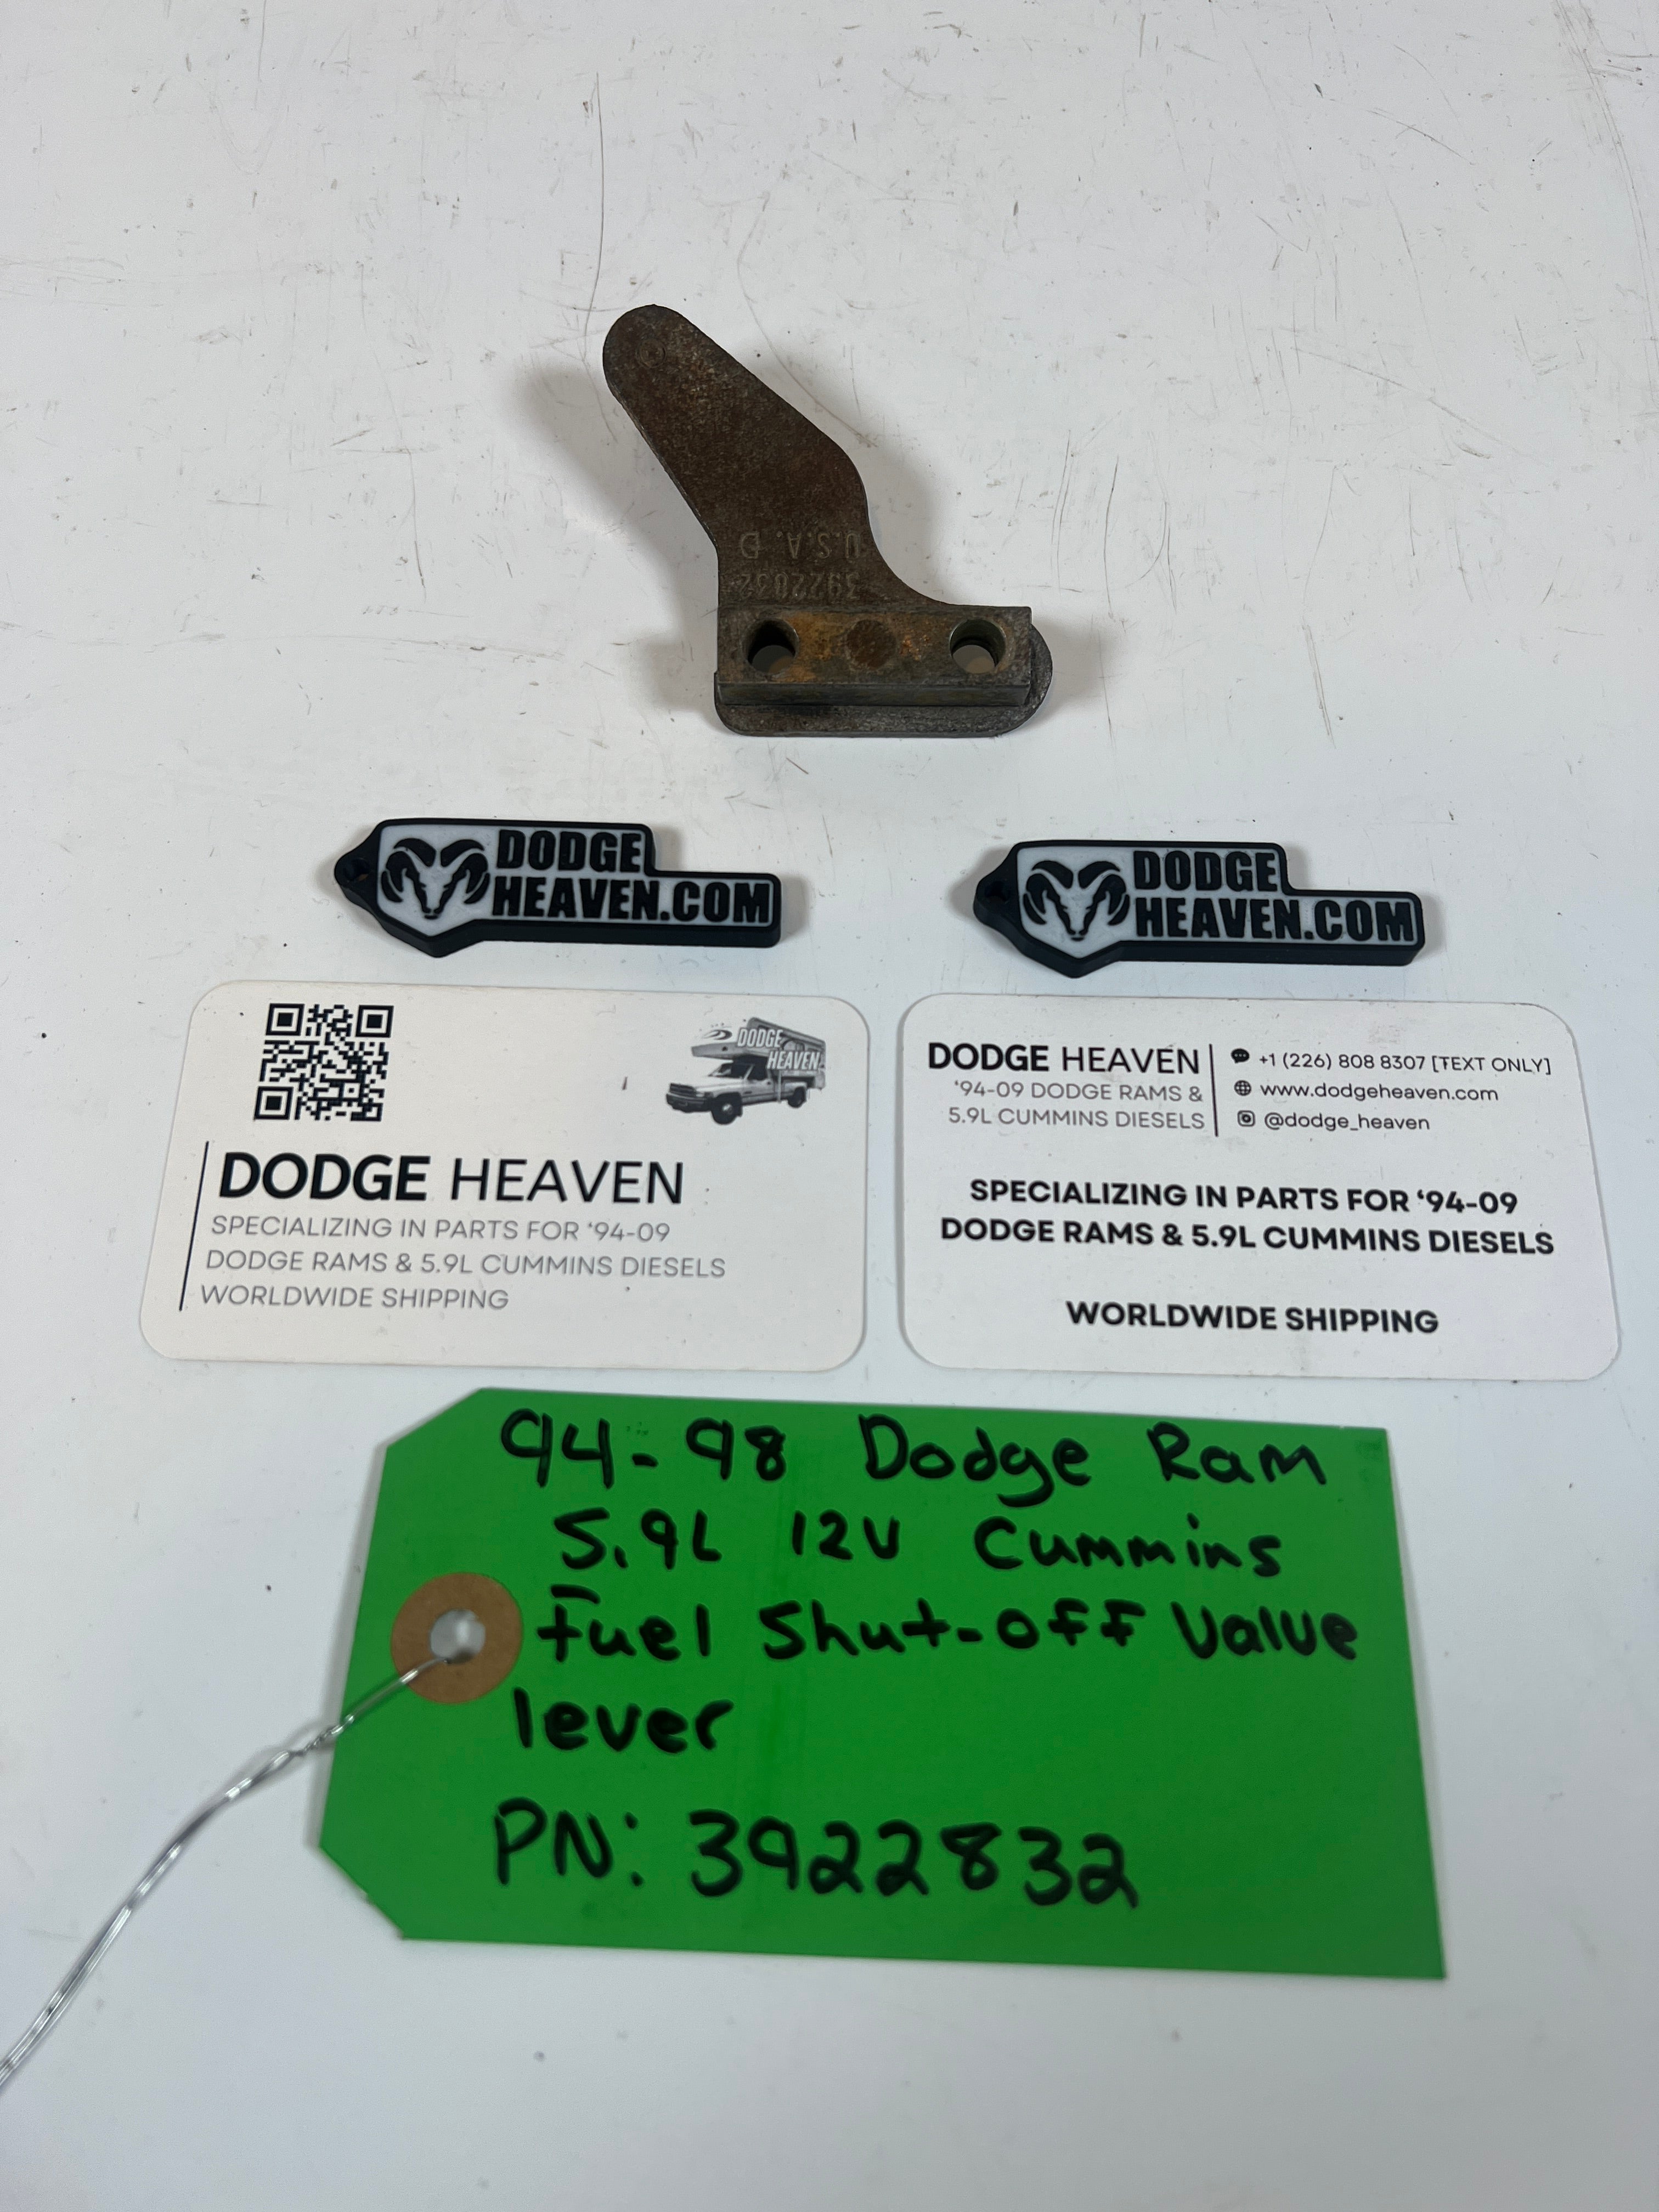 U.S.A. D
3922832
DODGE
HEAVEN.COM
DODGE
HEAVEN.COM
DODGE
HEAVEN
DODGE HEAVEN
SPECIALIZING IN PARTS FOR ‘94-09
DODGE RAMS & 5.9L CUMMINS DIESELS
WORLDWIDE SHIPPING
DODGE HEAVEN
‘94-09 DODGE RAMS &
5.9L CUMMINS DIESELS
+1 (226) 808 8307 [TEXT ONLY]
www.dodgeheaven.com
@dodge_heaven
SPECIALIZING IN PARTS FOR ‘94-09
DODGE RAMS & 5.9L CUMMINS DIESELS
WORLDWIDE SHIPPING
94-98 Dodge Ram
5.9L 12V Cummins
Fuel Shut-off Valve
lever
PN: 3922832